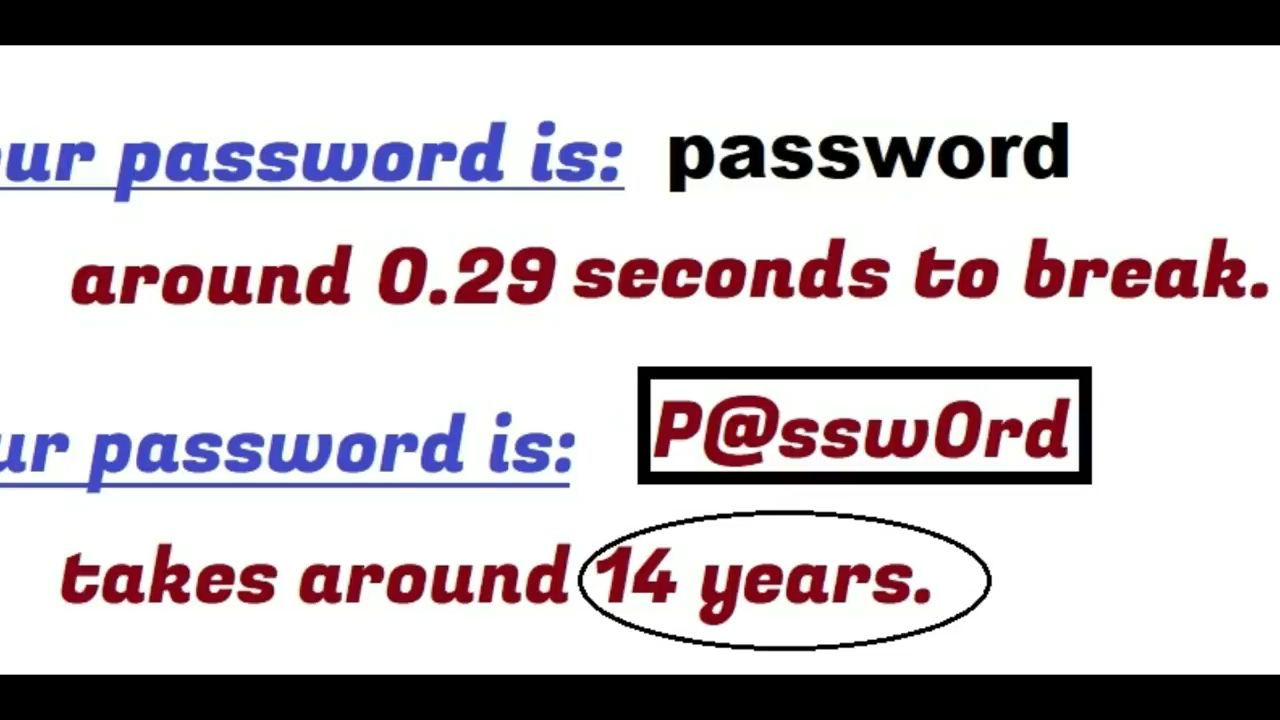 ur password is: password
around 0.29 seconds to break.
ur password is: P@ssw0rd
takes around 14 years.